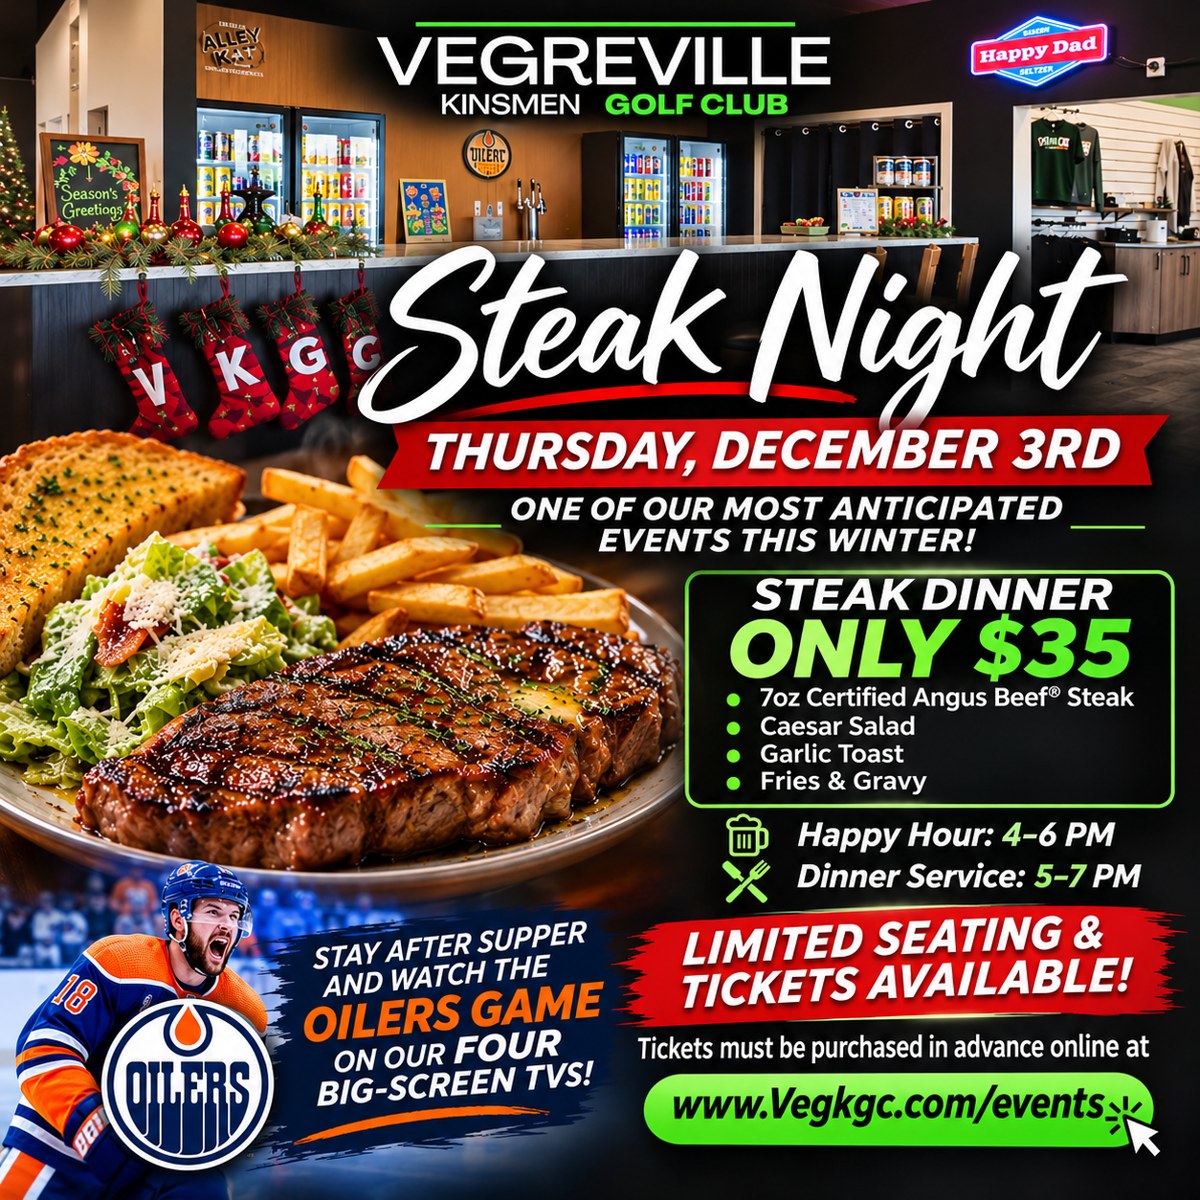 VEGREVILLE
KINSMEN GOLF CLUB
ALLEY
KAT
Happy Dad
SELTZER
Season's
Greetings
OILERC
V K G C
Steak Night
THURSDAY, DECEMBER 3RD
ONE OF OUR MOST ANTICIPATED
EVENTS THIS WINTER!
STEAK DINNER
ONLY $35
• 7oz Certified Angus Beef® Steak
• Caesar Salad
• Garlic Toast
• Fries & Gravy
Happy Hour: 4–6 PM
Dinner Service: 5–7 PM
18
OILERS
STAY AFTER SUPPER
AND WATCH THE
OILERS GAME
ON OUR FOUR
BIG-SCREEN TVS!
LIMITED SEATING &
TICKETS AVAILABLE!
Tickets must be purchased in advance online at
www.Vegkgc.com/events